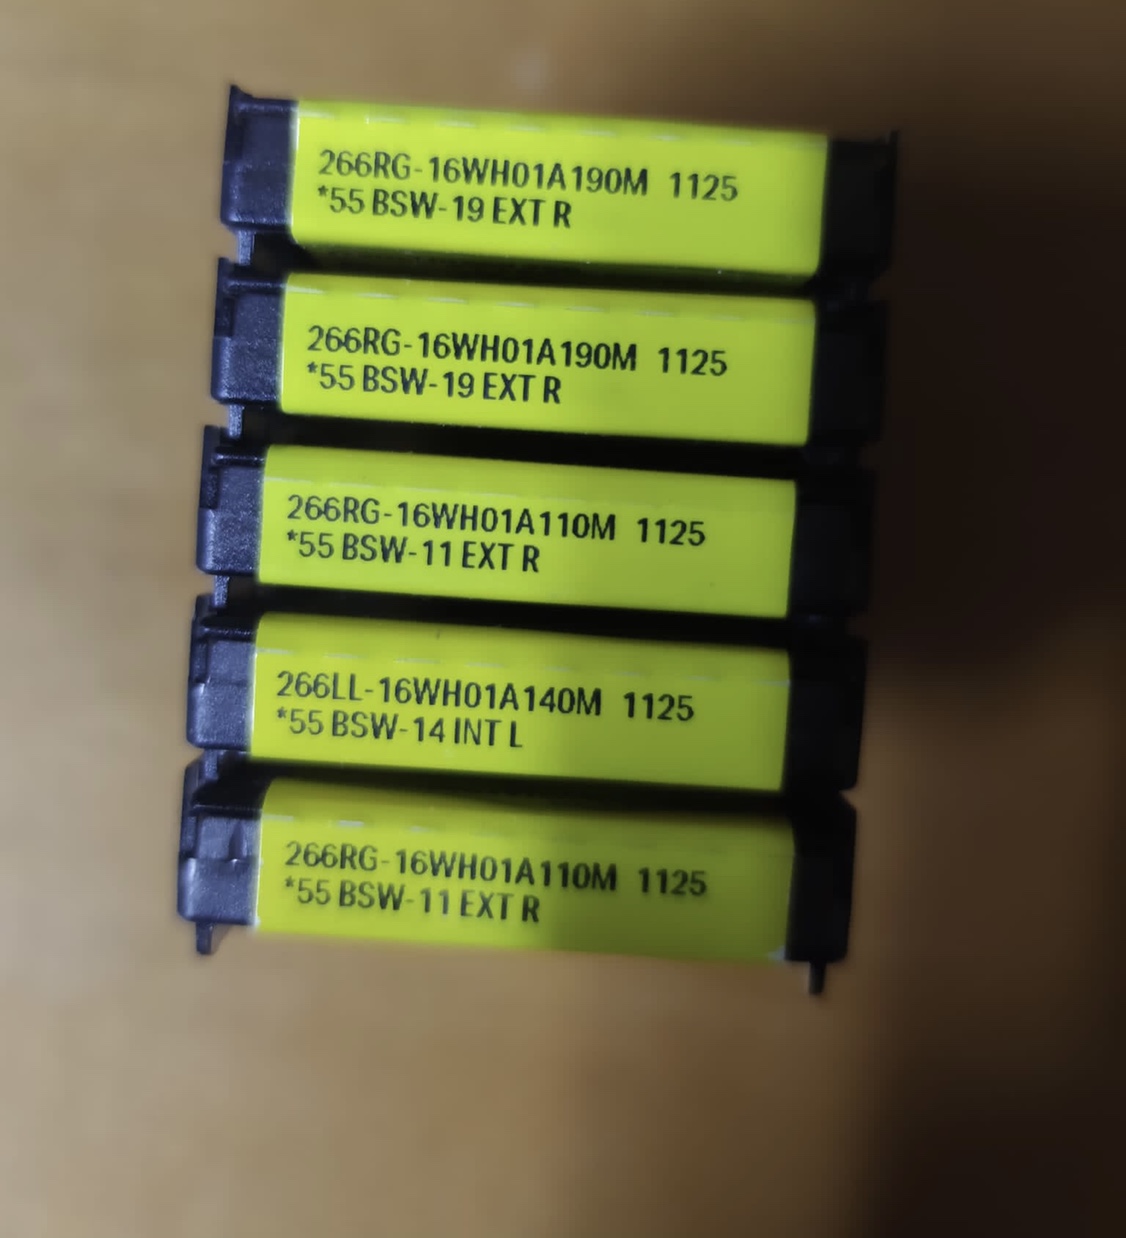 266RG-16WH01A190M 1125
*55 BSW-19 EXT R
266RG-16WH01A190M 1125
*55 BSW-19 EXT R
266RG-16WH01A110M 1125
*55 BSW-11 EXT R
266LL-16WH01A140M 1125
*55 BSW-14 INT L
266RG-16WH01A110M 1125
*55 BSW-11 EXT R